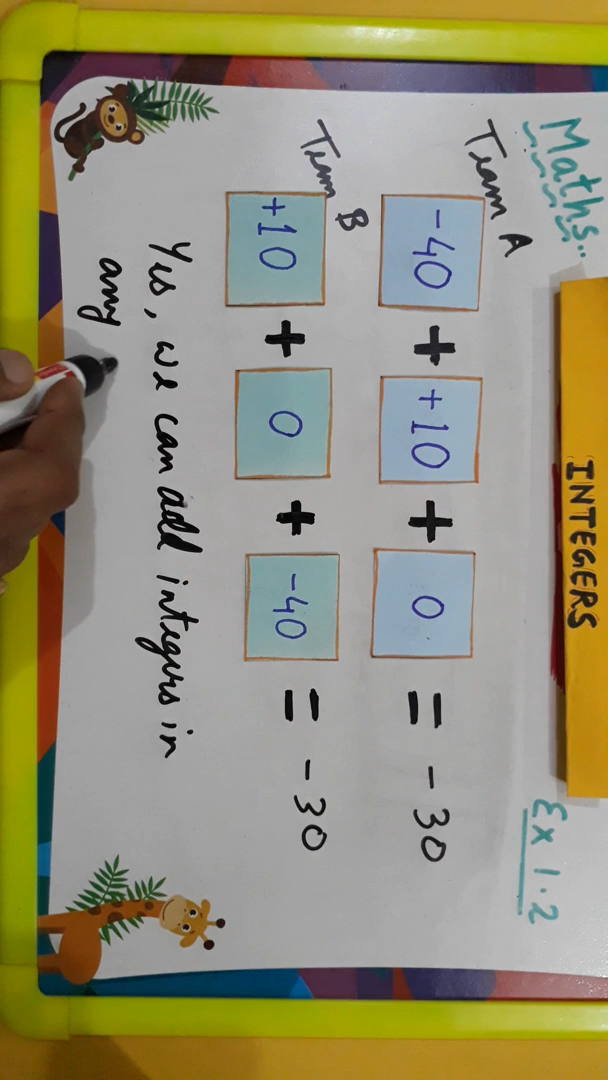 Maths..
INTEGERS
Ex 1.2
Team A
-40 + +10 + 0 = -30
Team B
+10 + 0 + -40 = -30
Yes, we can add integers in
any